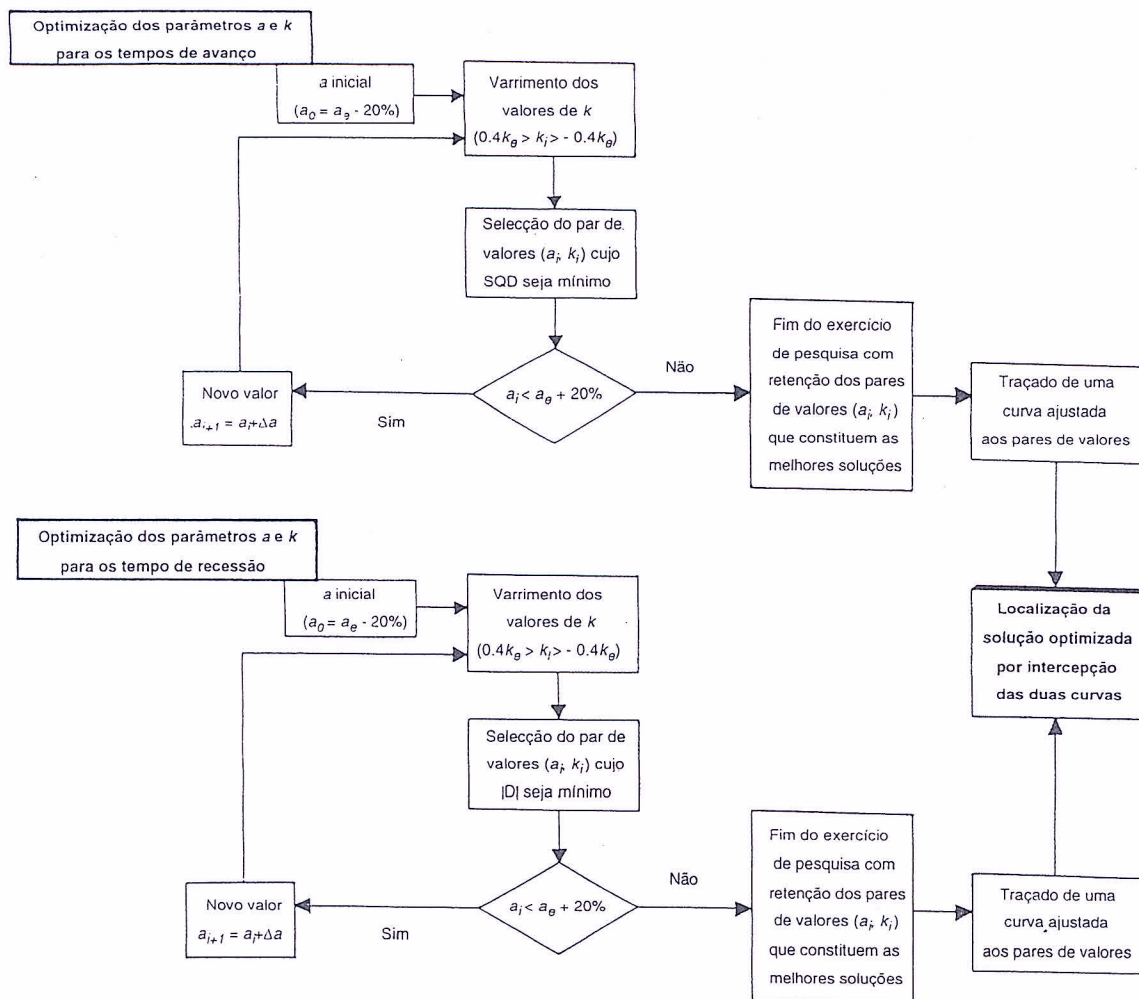 Optimização dos parâmetros a e k
para os tempos de avanço
a inicial
(a₀ = aₑ - 20%)
Varrimento dos
valores de k
(0.4kₑ > kᵢ > - 0.4kₑ)
Selecção do par de
valores (aᵢ, kᵢ) cujo
SQD seja mínimo
aᵢ < aₑ + 20%
Sim
Não
Novo valor
aᵢ₊₁ = aᵢ+Δa
Fim do exercício
de pesquisa com
retenção dos pares
de valores (aᵢ, kᵢ)
que constituem as
melhores soluções
Traçado de uma
curva ajustada
aos pares de valores
Optimização dos parâmetros a e k
para os tempo de recessão
a inicial
(a₀ = aₑ - 20%)
Varrimento dos
valores de k
(0.4kₑ > kᵢ > - 0.4kₑ)
Selecção do par de
valores (aᵢ, kᵢ) cujo
|D| seja mínimo
aᵢ < aₑ + 20%
Sim
Não
Novo valor
aᵢ₊₁ = aᵢ+Δa
Fim do exercício
de pesquisa com
retenção dos pares
de valores (aᵢ, kᵢ)
que constituem as
melhores soluções
Traçado de uma
curva ajustada
aos pares de valores
Localização da
solução optimizada
por intercepção
das duas curvas